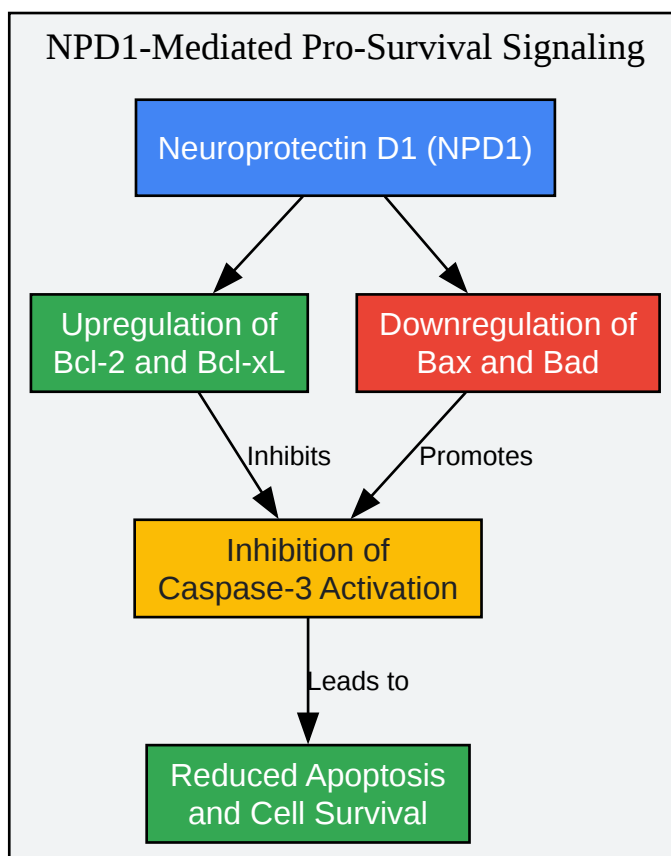 NPD1-Mediated Pro-Survival Signaling
Neuroprotectin D1 (NPD1)
Upregulation of
Bcl-2 and Bcl-xL
Downregulation of
Bax and Bad
Inhibits
Promotes
Inhibition of
Caspase-3 Activation
Leads to
Reduced Apoptosis
and Cell Survival